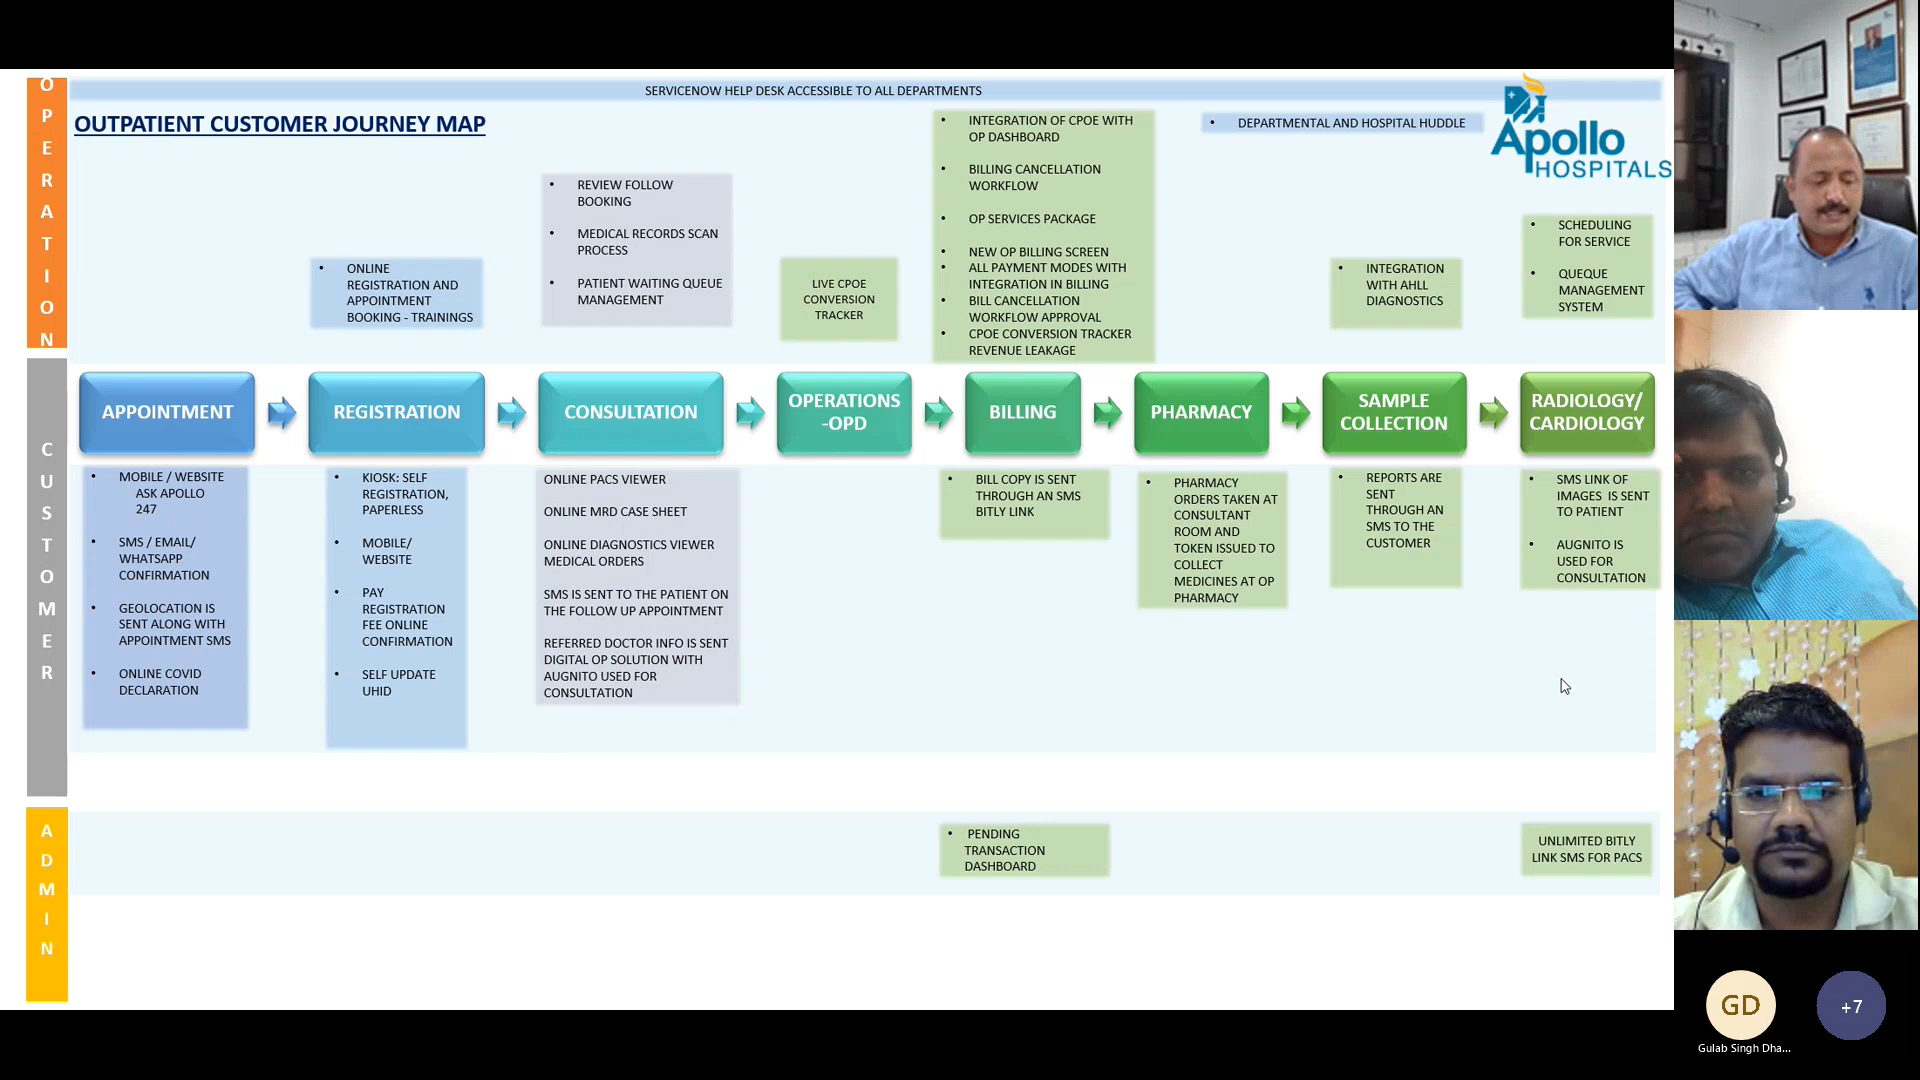 SERVICENOW HELP DESK ACCESSIBLE TO ALL DEPARTMENTS
OUTPATIENT CUSTOMER JOURNEY MAP
Apollo
HOSPITALS
OPERATION
• ONLINE
REGISTRATION AND
APPOINTMENT
BOOKING - TRAININGS
• REVIEW FOLLOW
BOOKING
• MEDICAL RECORDS SCAN
PROCESS
• PATIENT WAITING QUEUE
MANAGEMENT
LIVE CPOE
CONVERSION
TRACKER
• INTEGRATION OF CPOE WITH
OP DASHBOARD
• BILLING CANCELLATION
WORKFLOW
• OP SERVICES PACKAGE
• NEW OP BILLING SCREEN
• ALL PAYMENT MODES WITH
INTEGRATION IN BILLING
• BILL CANCELLATION
WORKFLOW APPROVAL
• CPOE CONVERSION TRACKER
REVENUE LEAKAGE
• DEPARTMENTAL AND HOSPITAL HUDDLE
• INTEGRATION
WITH AHLL
DIAGNOSTICS
• SCHEDULING
FOR SERVICE
• QUEQUE
MANAGEMENT
SYSTEM
APPOINTMENT
REGISTRATION
CONSULTATION
OPERATIONS
-OPD
BILLING
PHARMACY
SAMPLE
COLLECTION
RADIOLOGY/
CARDIOLOGY
CUSTOMER
• MOBILE / WEBSITE
ASK APOLLO
247
• SMS / EMAIL/
WHATSAPP
CONFIRMATION
• GEOLOCATION IS
SENT ALONG WITH
APPOINTMENT SMS
• ONLINE COVID
DECLARATION
• KIOSK: SELF
REGISTRATION,
PAPERLESS
• MOBILE/
WEBSITE
• PAY
REGISTRATION
FEE ONLINE
CONFIRMATION
• SELF UPDATE
UHID
ONLINE PACS VIEWER
ONLINE MRD CASE SHEET
ONLINE DIAGNOSTICS VIEWER
MEDICAL ORDERS
SMS IS SENT TO THE PATIENT ON
THE FOLLOW UP APPOINTMENT
REFERRED DOCTOR INFO IS SENT
DIGITAL OP SOLUTION WITH
AUGNITO USED FOR
CONSULTATION
• BILL COPY IS SENT
THROUGH AN SMS
BITLY LINK
• PHARMACY
ORDERS TAKEN AT
CONSULTANT
ROOM AND
TOKEN ISSUED TO
COLLECT
MEDICINES AT OP
PHARMACY
• REPORTS ARE
SENT
THROUGH AN
SMS TO THE
CUSTOMER
• SMS LINK OF
IMAGES IS SENT
TO PATIENT
• AUGNITO IS
USED FOR
CONSULTATION
ADMIN
• PENDING
TRANSACTION
DASHBOARD
UNLIMITED BITLY
LINK SMS FOR PACS
GD
Gulab Singh Dha...
+7